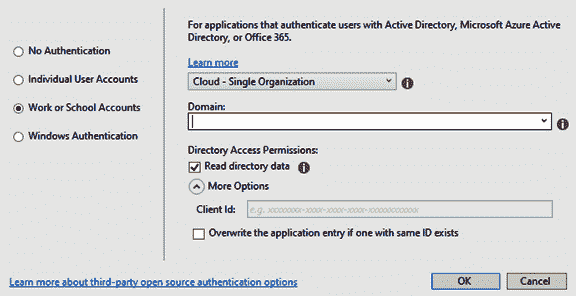 For applications that authenticate users with Active Directory, Microsoft Azure Active
Directory, or Office 365.
No Authentication
Individual User Accounts
Work or School Accounts
Windows Authentication
Learn more
Cloud - Single Organization
Domain:
Directory Access Permissions:
Read directory data
More Options
Client Id:
e.g. xxxxxxxx-xxxx-xxxx-xxxx-xxxxxxxxxxxx
Overwrite the application entry if one with same ID exists
Learn more about third-party open source authentication options
OK
Cancel